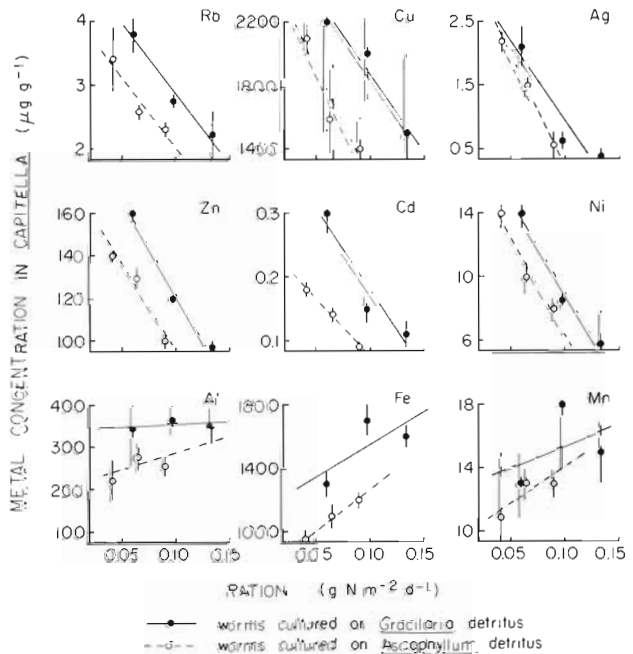 Rb Cu Ag
4 2200 2.5
3 1800 1.5
2 1400 0.5
Zn Cd Ni
160 0.3 14
140
120 0.2 10
100 0.1 6
Al Fe Mn
400 1800 18
300
200 1400 14
100 1000 10
0.05 0.10 0.15 0.10 0.15 0.05 0.10 0.15
METAL CONCENTRATION IN CAPITELLA (μg g⁻¹)
RATION (g N m⁻² d⁻¹)
worms cultured on Gracilaria detritus
worms cultured on Ascophyllum detritus